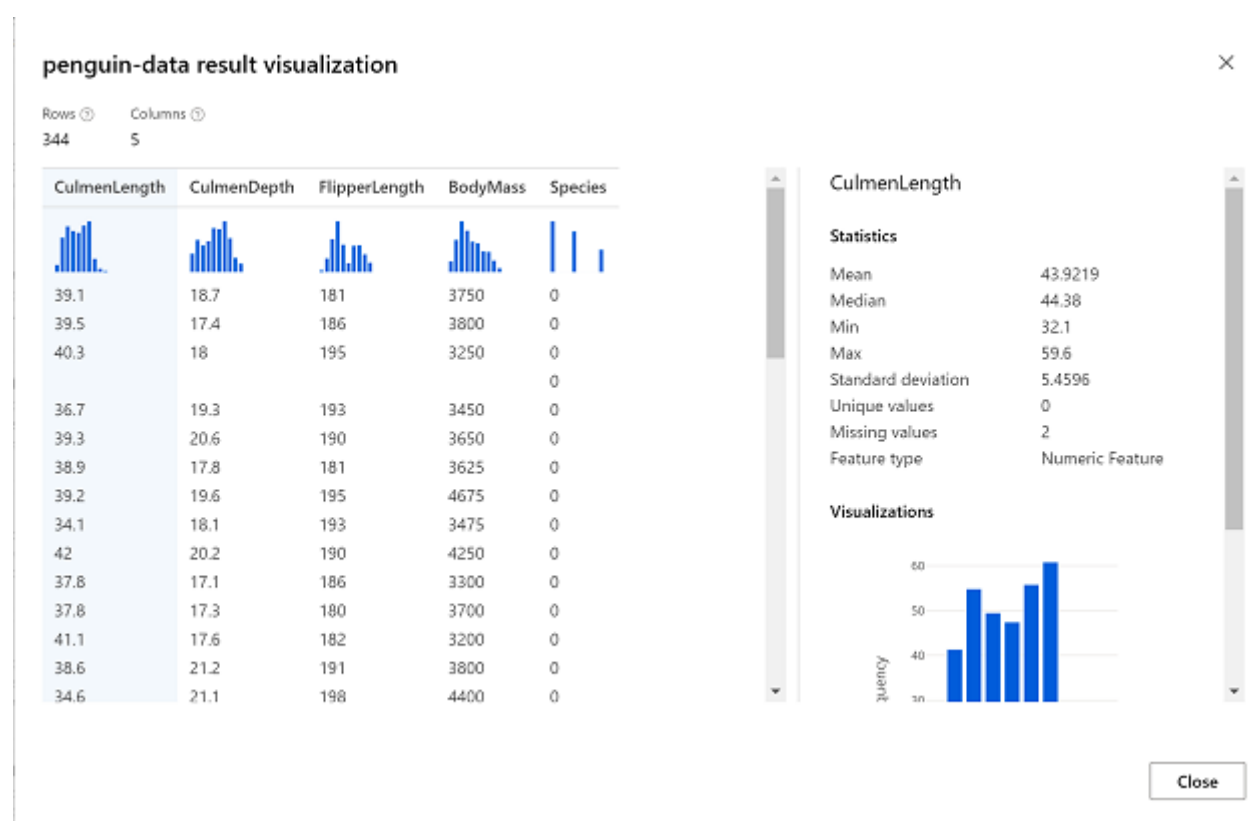 penguin-data result visualization
Rows Columns
344 5
CulmenLength CulmenDepth FlipperLength BodyMass Species
39.1 18.7 181 3750 0
39.5 17.4 186 3800 0
40.3 18 195 3250 0
0
36.7 19.3 193 3450 0
39.3 20.6 190 3650 0
38.9 17.8 181 3625 0
39.2 19.6 195 4675 0
34.1 18.1 193 3475 0
42 20.2 190 4250 0
37.8 17.1 186 3300 0
37.8 17.3 180 3700 0
41.1 17.6 182 3200 0
38.6 21.2 191 3800 0
34.6 21.1 198 4400 0
CulmenLength
Statistics
Mean 43.9219
Median 44.38
Min 32.1
Max 59.6
Standard deviation 5.4596
Unique values 0
Missing values 2
Feature type Numeric Feature
Visualizations
60
50
40
30
quency
Close